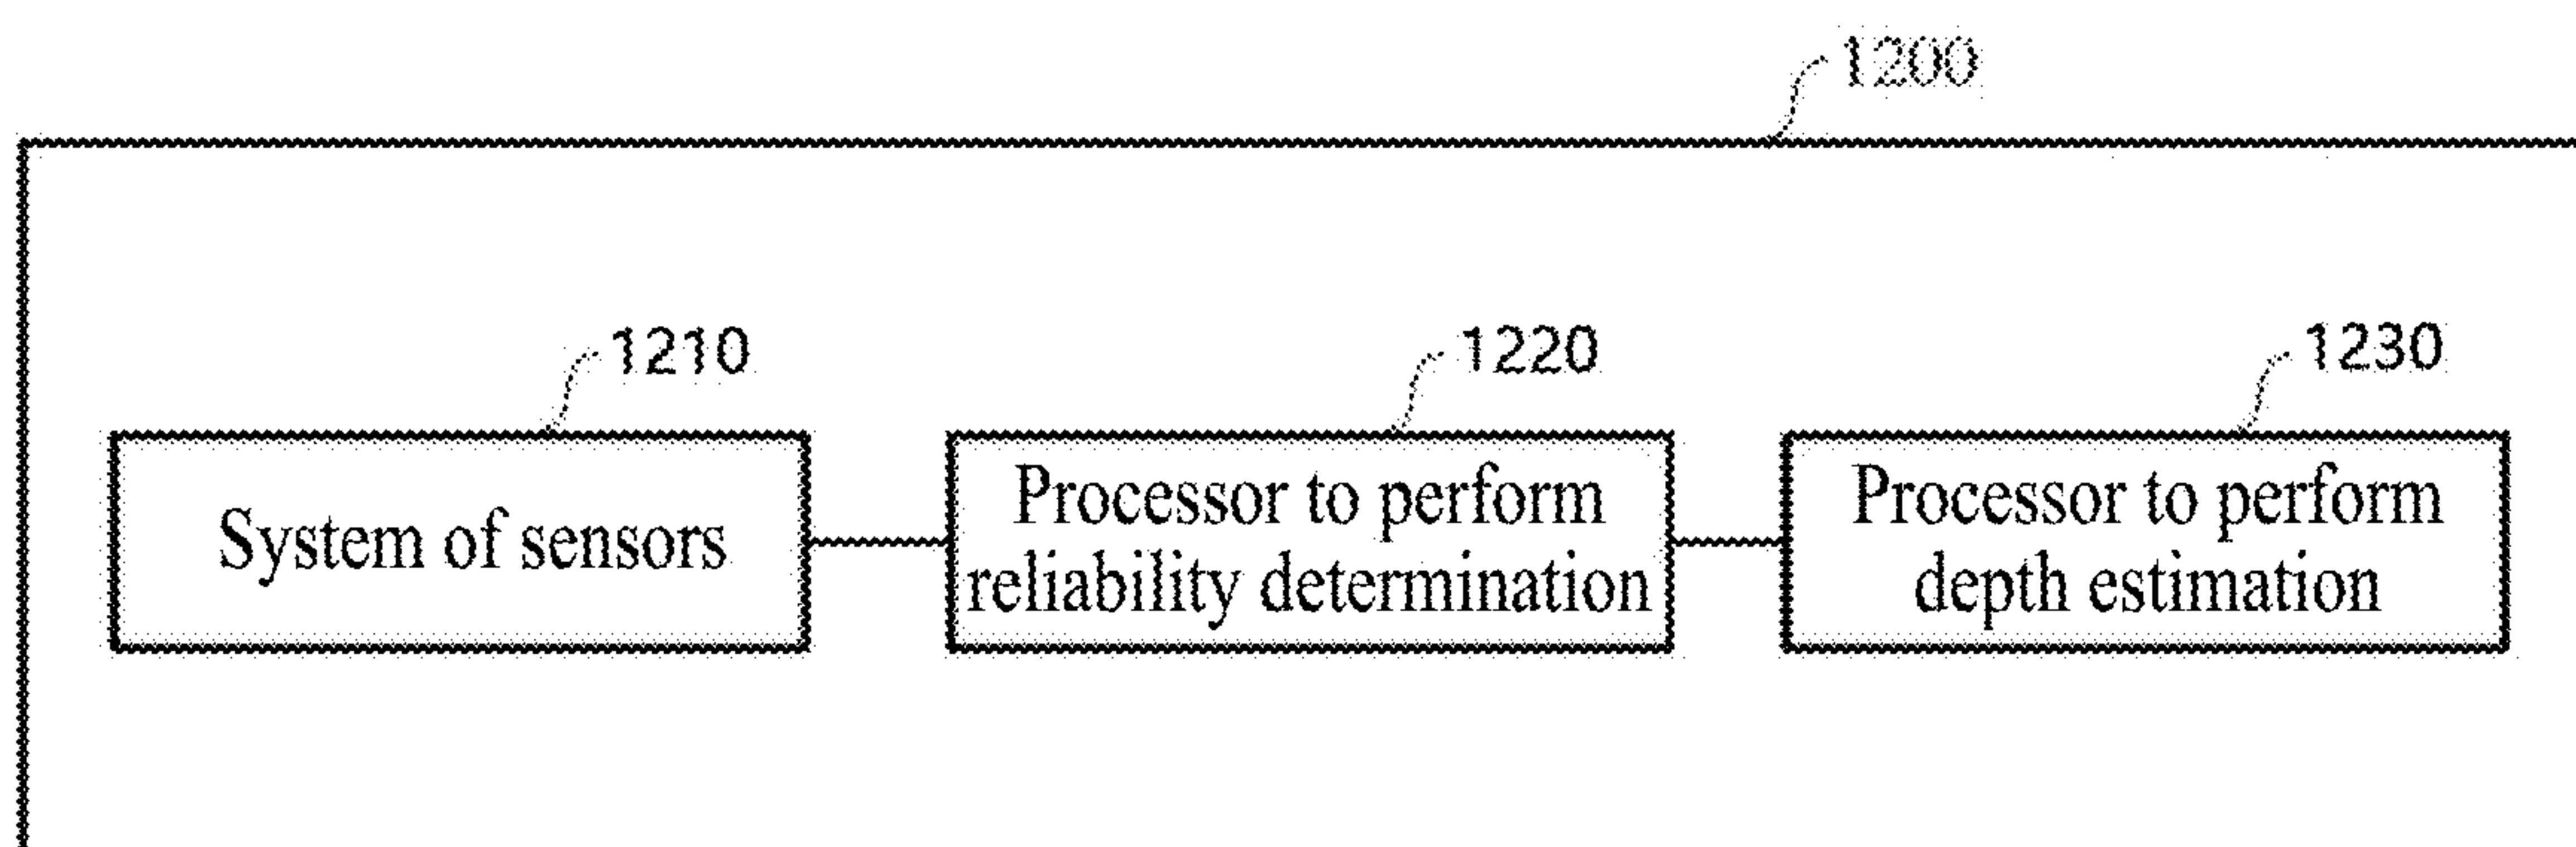 1200
1210
1220
1230
System of sensors
Processor to perform
reliability determination
Processor to perform
depth estimation